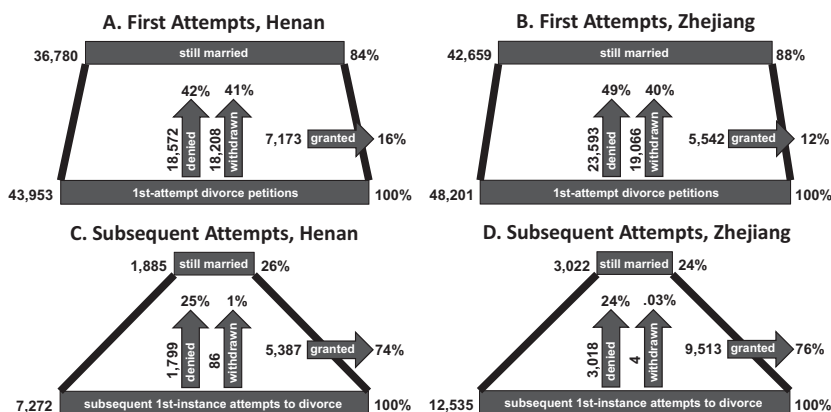 A. First Attempts, Henan
36,780 still married 84%
42% 41%
18,572 denied 18,208 withdrawn
7,173 granted 16%
43,953 1st-attempt divorce petitions 100%
B. First Attempts, Zhejiang
42,659 still married 88%
49% 40%
23,593 denied 19,066 withdrawn
5,542 granted 12%
48,201 1st-attempt divorce petitions 100%
C. Subsequent Attempts, Henan
1,885 still married 26%
25% 1%
1,799 denied 86 withdrawn
5,387 granted 74%
7,272 subsequent 1st-instance attempts to divorce 100%
D. Subsequent Attempts, Zhejiang
3,022 still married 24%
24% .03%
3,018 denied 4 withdrawn
9,513 granted 76%
12,535 subsequent 1st-instance attempts to divorce 100%